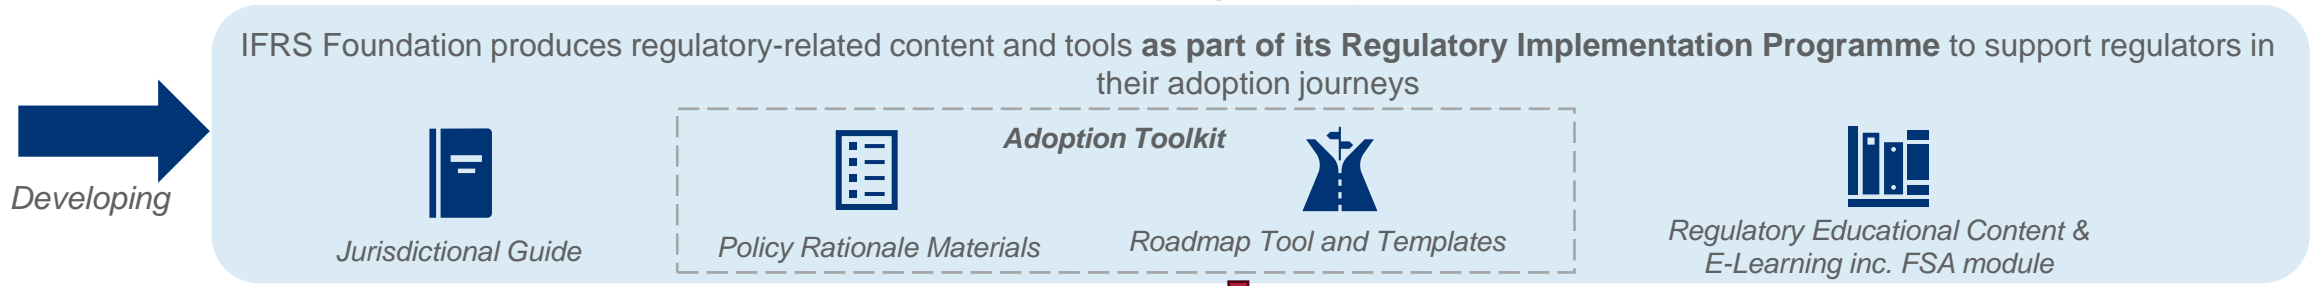 IFRS Foundation produces regulatory-related content and tools as part of its Regulatory Implementation Programme to support regulators in
their adoption journeys
Adoption Toolkit
Developing
Jurisdictional Guide
Policy Rationale Materials
Roadmap Tool and Templates
Regulatory Educational Content &
E-Learning inc. FSA module